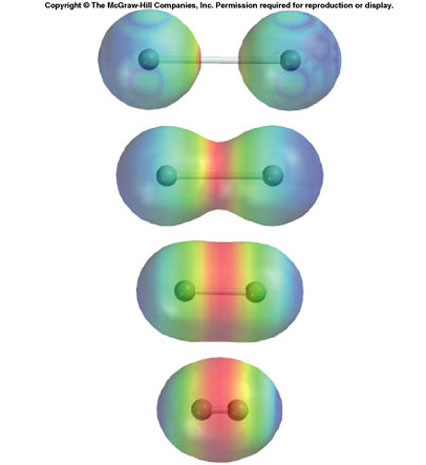 Copyright © The McGraw-Hill Companies, Inc. Permission required for reproduction or display.